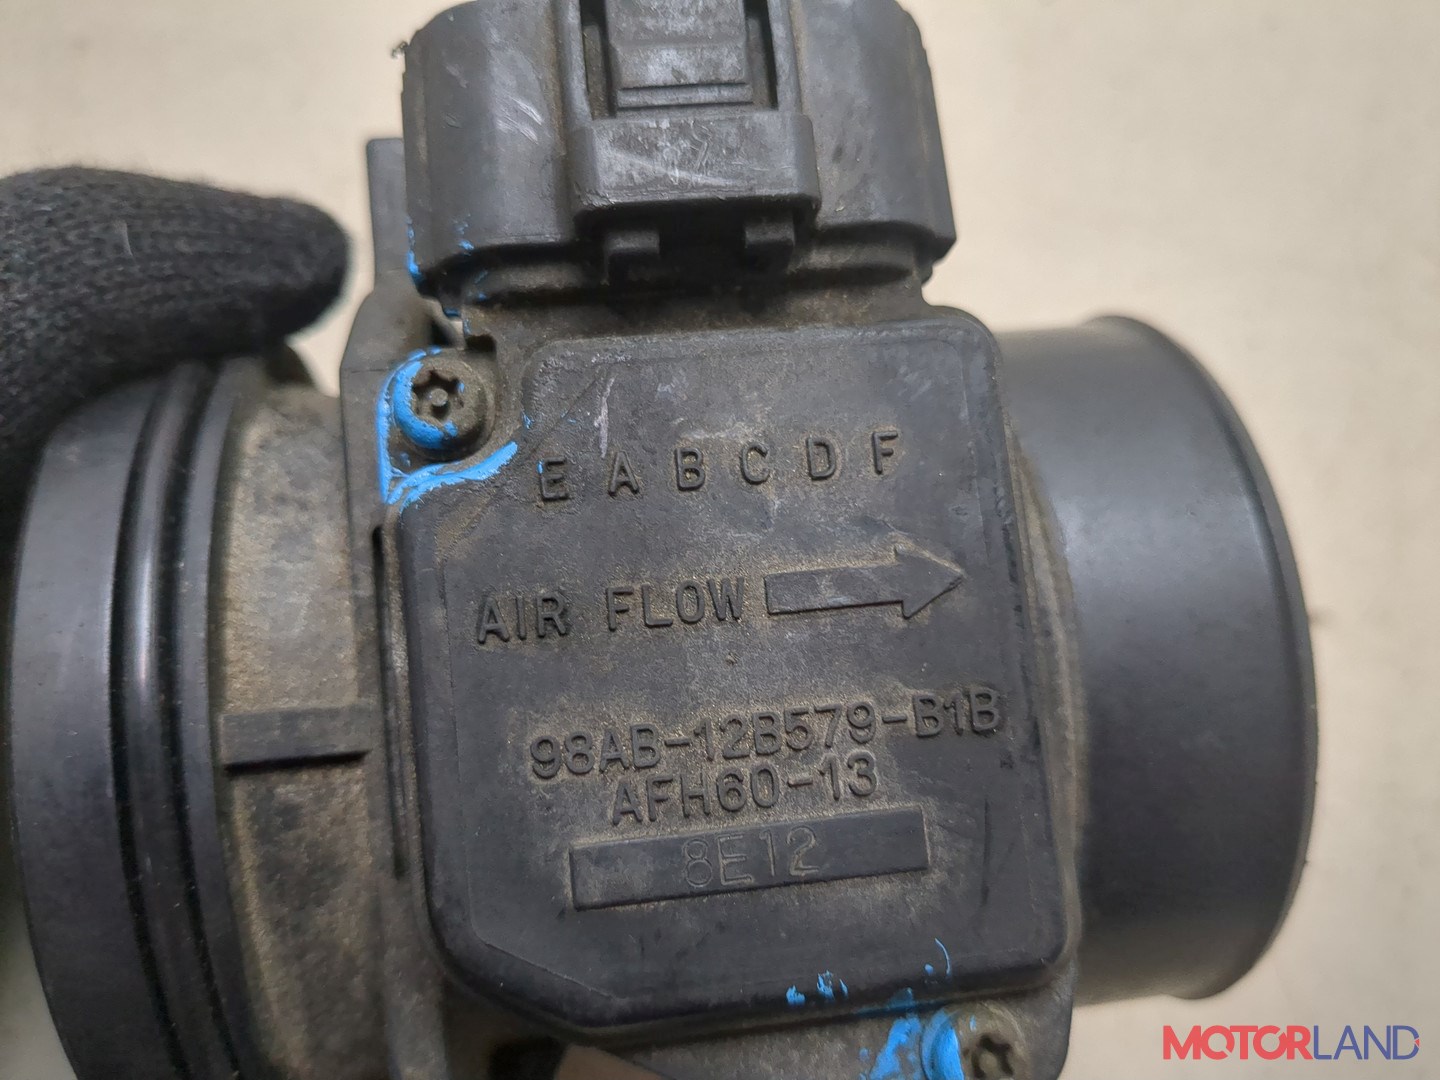 E A B C D F
AIR FLOW
98AB-12B579-B1B
AFH60-13
8E12
MOTORLAND